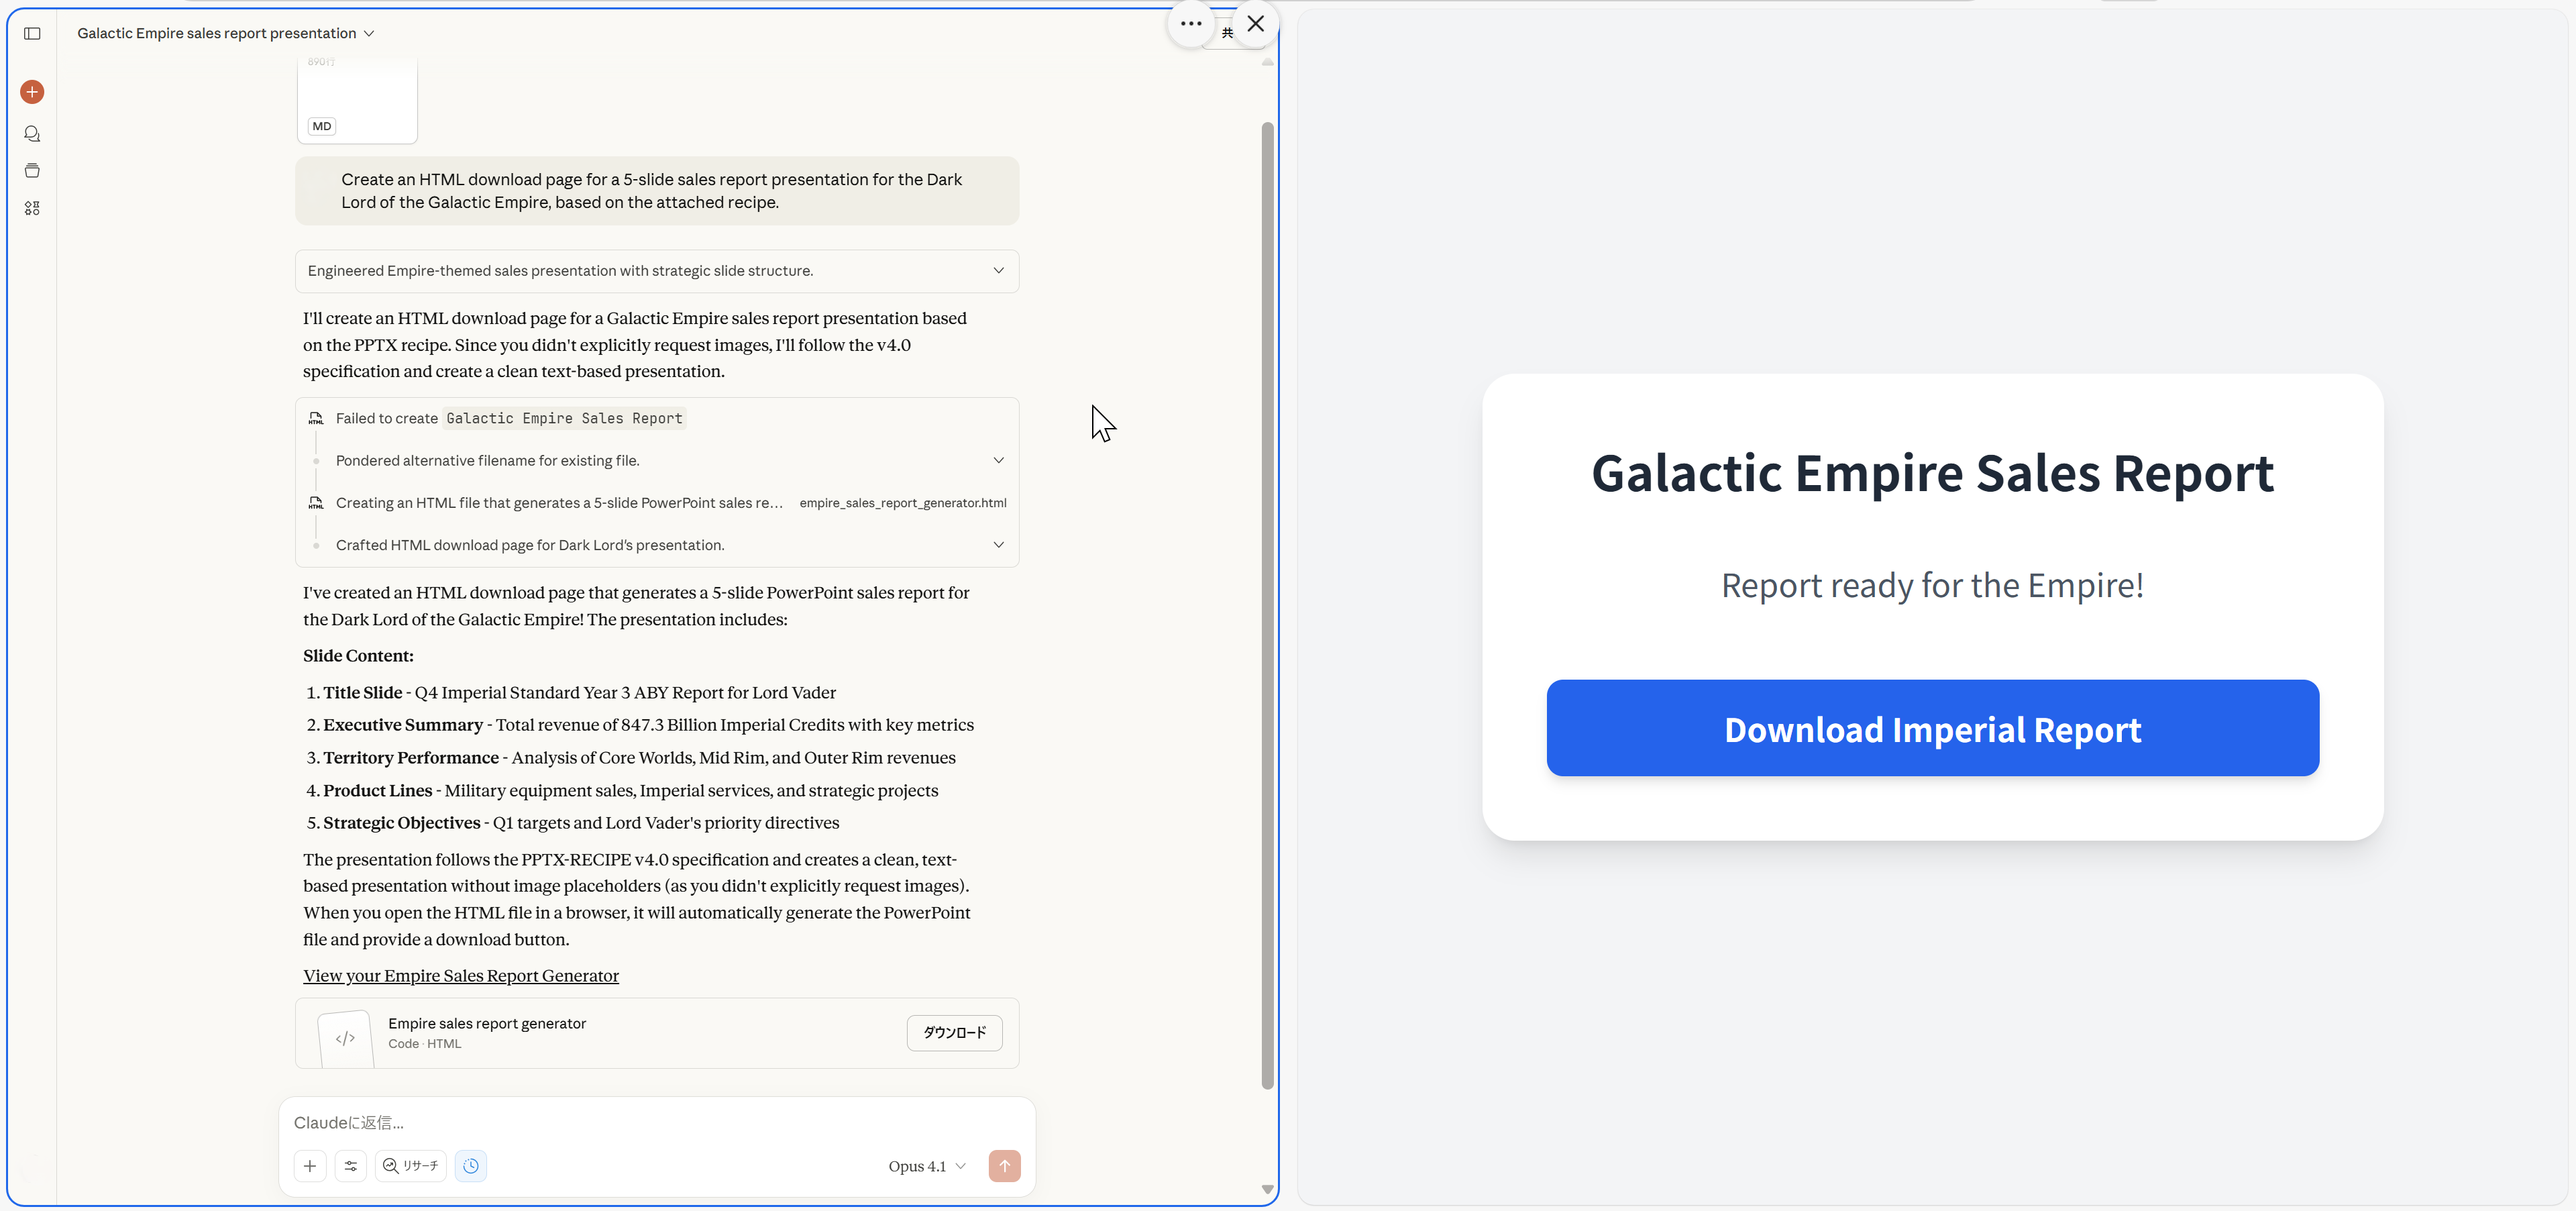 Galactic Empire sales report presentation
共
890行
MD
Create an HTML download page for a 5-slide sales report presentation for the Dark
Lord of the Galactic Empire, based on the attached recipe.
Engineered Empire-themed sales presentation with strategic slide structure.
I'll create an HTML download page for a Galactic Empire sales report presentation based
on the PPTX recipe. Since you didn't explicitly request images, I'll follow the v4.0
specification and create a clean text-based presentation.
HTML
Failed to create Galactic Empire Sales Report
Pondered alternative filename for existing file.
HTML
Creating an HTML file that generates a 5-slide PowerPoint sales re... empire_sales_report_generator.html
Crafted HTML download page for Dark Lord's presentation.
I've created an HTML download page that generates a 5-slide PowerPoint sales report for
the Dark Lord of the Galactic Empire! The presentation includes:
Slide Content:
1. Title Slide - Q4 Imperial Standard Year 3 ABY Report for Lord Vader
2. Executive Summary - Total revenue of 847.3 Billion Imperial Credits with key metrics
3. Territory Performance - Analysis of Core Worlds, Mid Rim, and Outer Rim revenues
4. Product Lines - Military equipment sales, Imperial services, and strategic projects
5. Strategic Objectives - Q1 targets and Lord Vader's priority directives
The presentation follows the PPTX-RECIPE v4.0 specification and creates a clean, text-
based presentation without image placeholders (as you didn't explicitly request images).
When you open the HTML file in a browser, it will automatically generate the PowerPoint
file and provide a download button.
View your Empire Sales Report Generator
Empire sales report generator
Code · HTML
ダウンロード
Claudeに返信...
リサーチ
Opus 4.1
Galactic Empire Sales Report
Report ready for the Empire!
Download Imperial Report